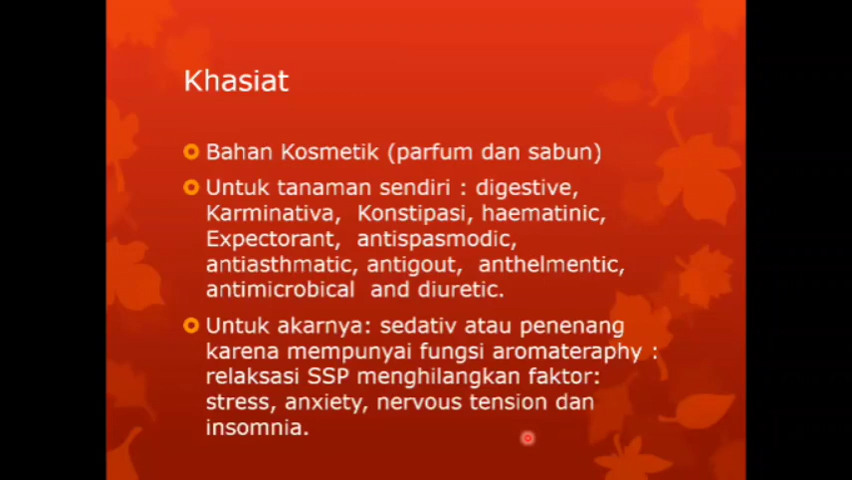 Khasiat
Bahan Kosmetik (parfum dan sabun)
Untuk tanaman sendiri : digestive,
Karminativa, Konstipasi, haematinic,
Expectorant, antispasmodic,
antiasthmatic, antigout, anthelmentic,
antimicrobical and diuretic.
Untuk akarnya: sedativ atau penenang
karena mempunyai fungsi aromateraphy :
relaksasi SSP menghilangkan faktor:
stress, anxiety, nervous tension dan
insomnia.